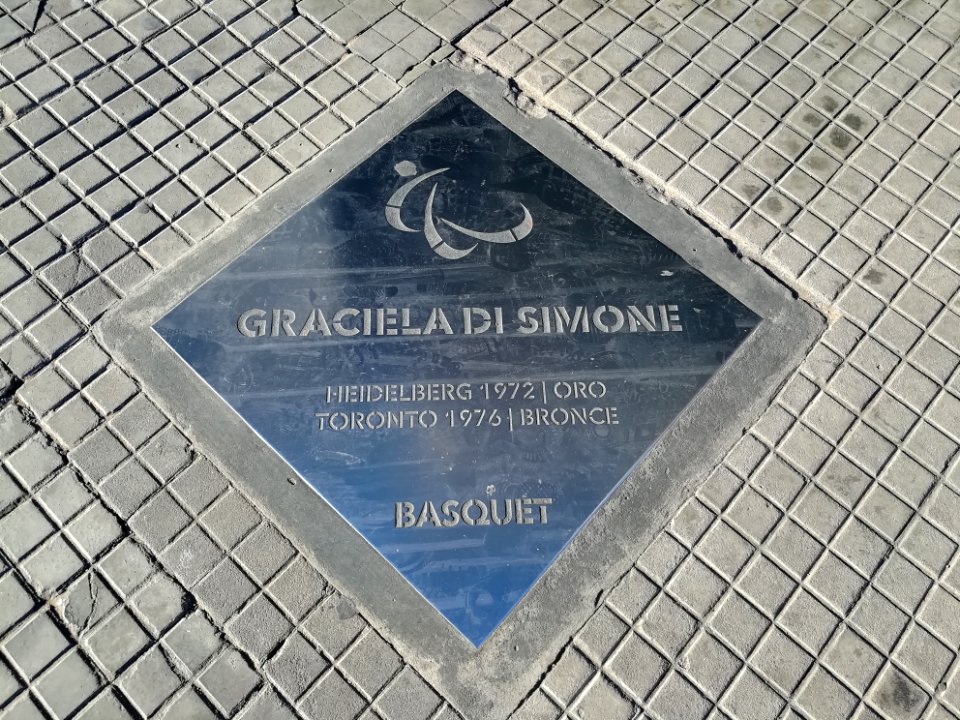 GRACIELA DI SIMONE
HEIDELBERG 1972 | ORO
TORONTO 1976 | BRONCE
BASQUET